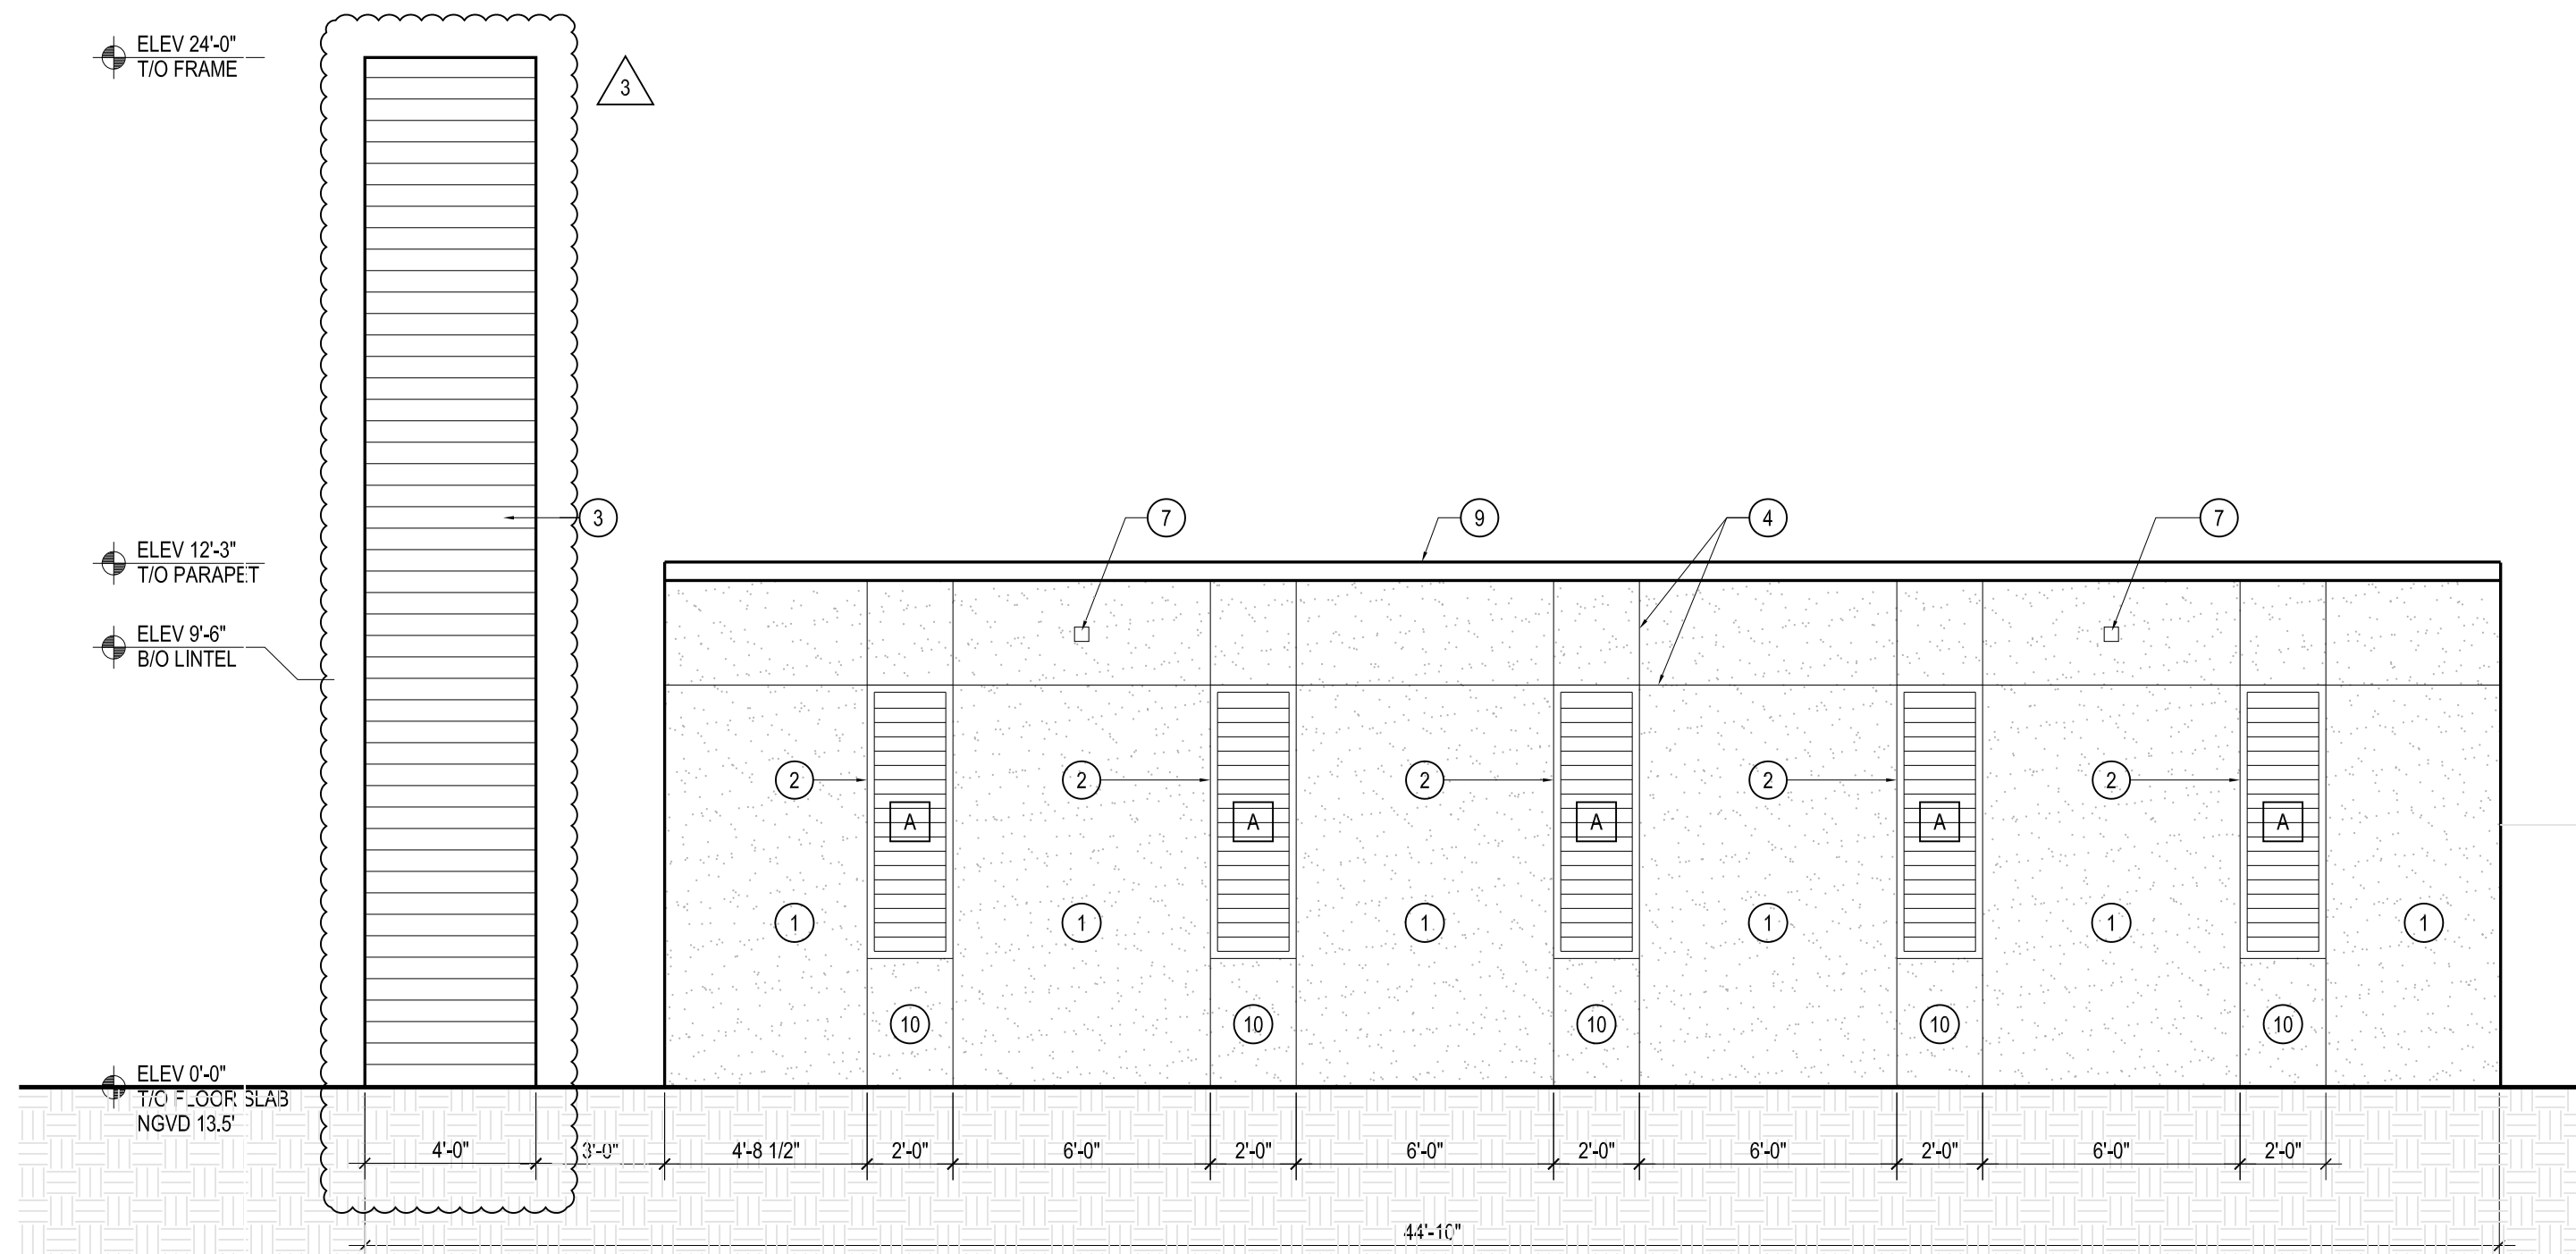 ELEV 24'-0"
T/O FRAME
3
3
7
9
4
7
ELEV 12'-3"
T/O PARAPET
ELEV 9'-6"
B/O LINTEL
2
2
2
2
2
A
A
A
A
A
1
1
1
1
1
1
10
10
10
10
10
ELEV 0'-0"
T/O FLOOR SLAB
NGVD 13.5'
4'-0"
3'-0"
4'-8 1/2"
2'-0"
6'-0"
2'-0"
6'-0"
2'-0"
6'-0"
2'-0"
6'-0"
2'-0"
44'-10"